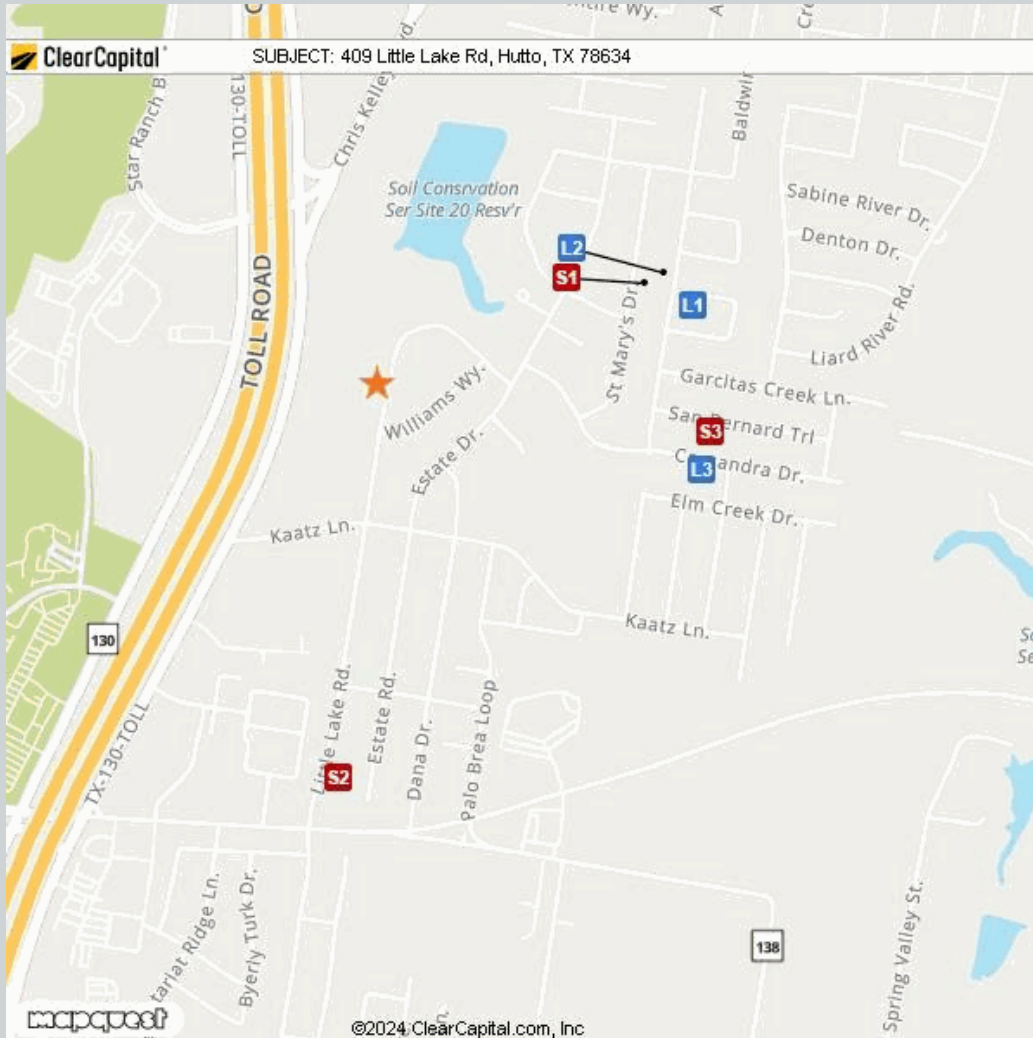 ClearCapital
SUBJECT: 409 Little Lake Rd, Hutto, TX 78634
130-TOLL
Chris Kelley
Baldwin
Star Ranch B
Soil Consrvation
Ser Site 20 Resv'r
Sabine River Dr.
Denton Dr.
L2
S1
L1
TOLL ROAD
St Mary's Dr.
Liard River Rd.
Williams Wy.
Garcitas Creek Ln.
San Bernard Trl
S3
Estate Dr.
L3
Elm Creek Dr.
Kaatz Ln.
Kaatz Ln.
130
TX-130-TOLL
Little Lake Rd.
Estate Rd.
Dana Dr.
Palo Brea Loop
S2
tariat Ridge Ln.
Byerly Turk Dr.
138
Spring Valley St.
mapquest
©2024 ClearCapital.com, Inc